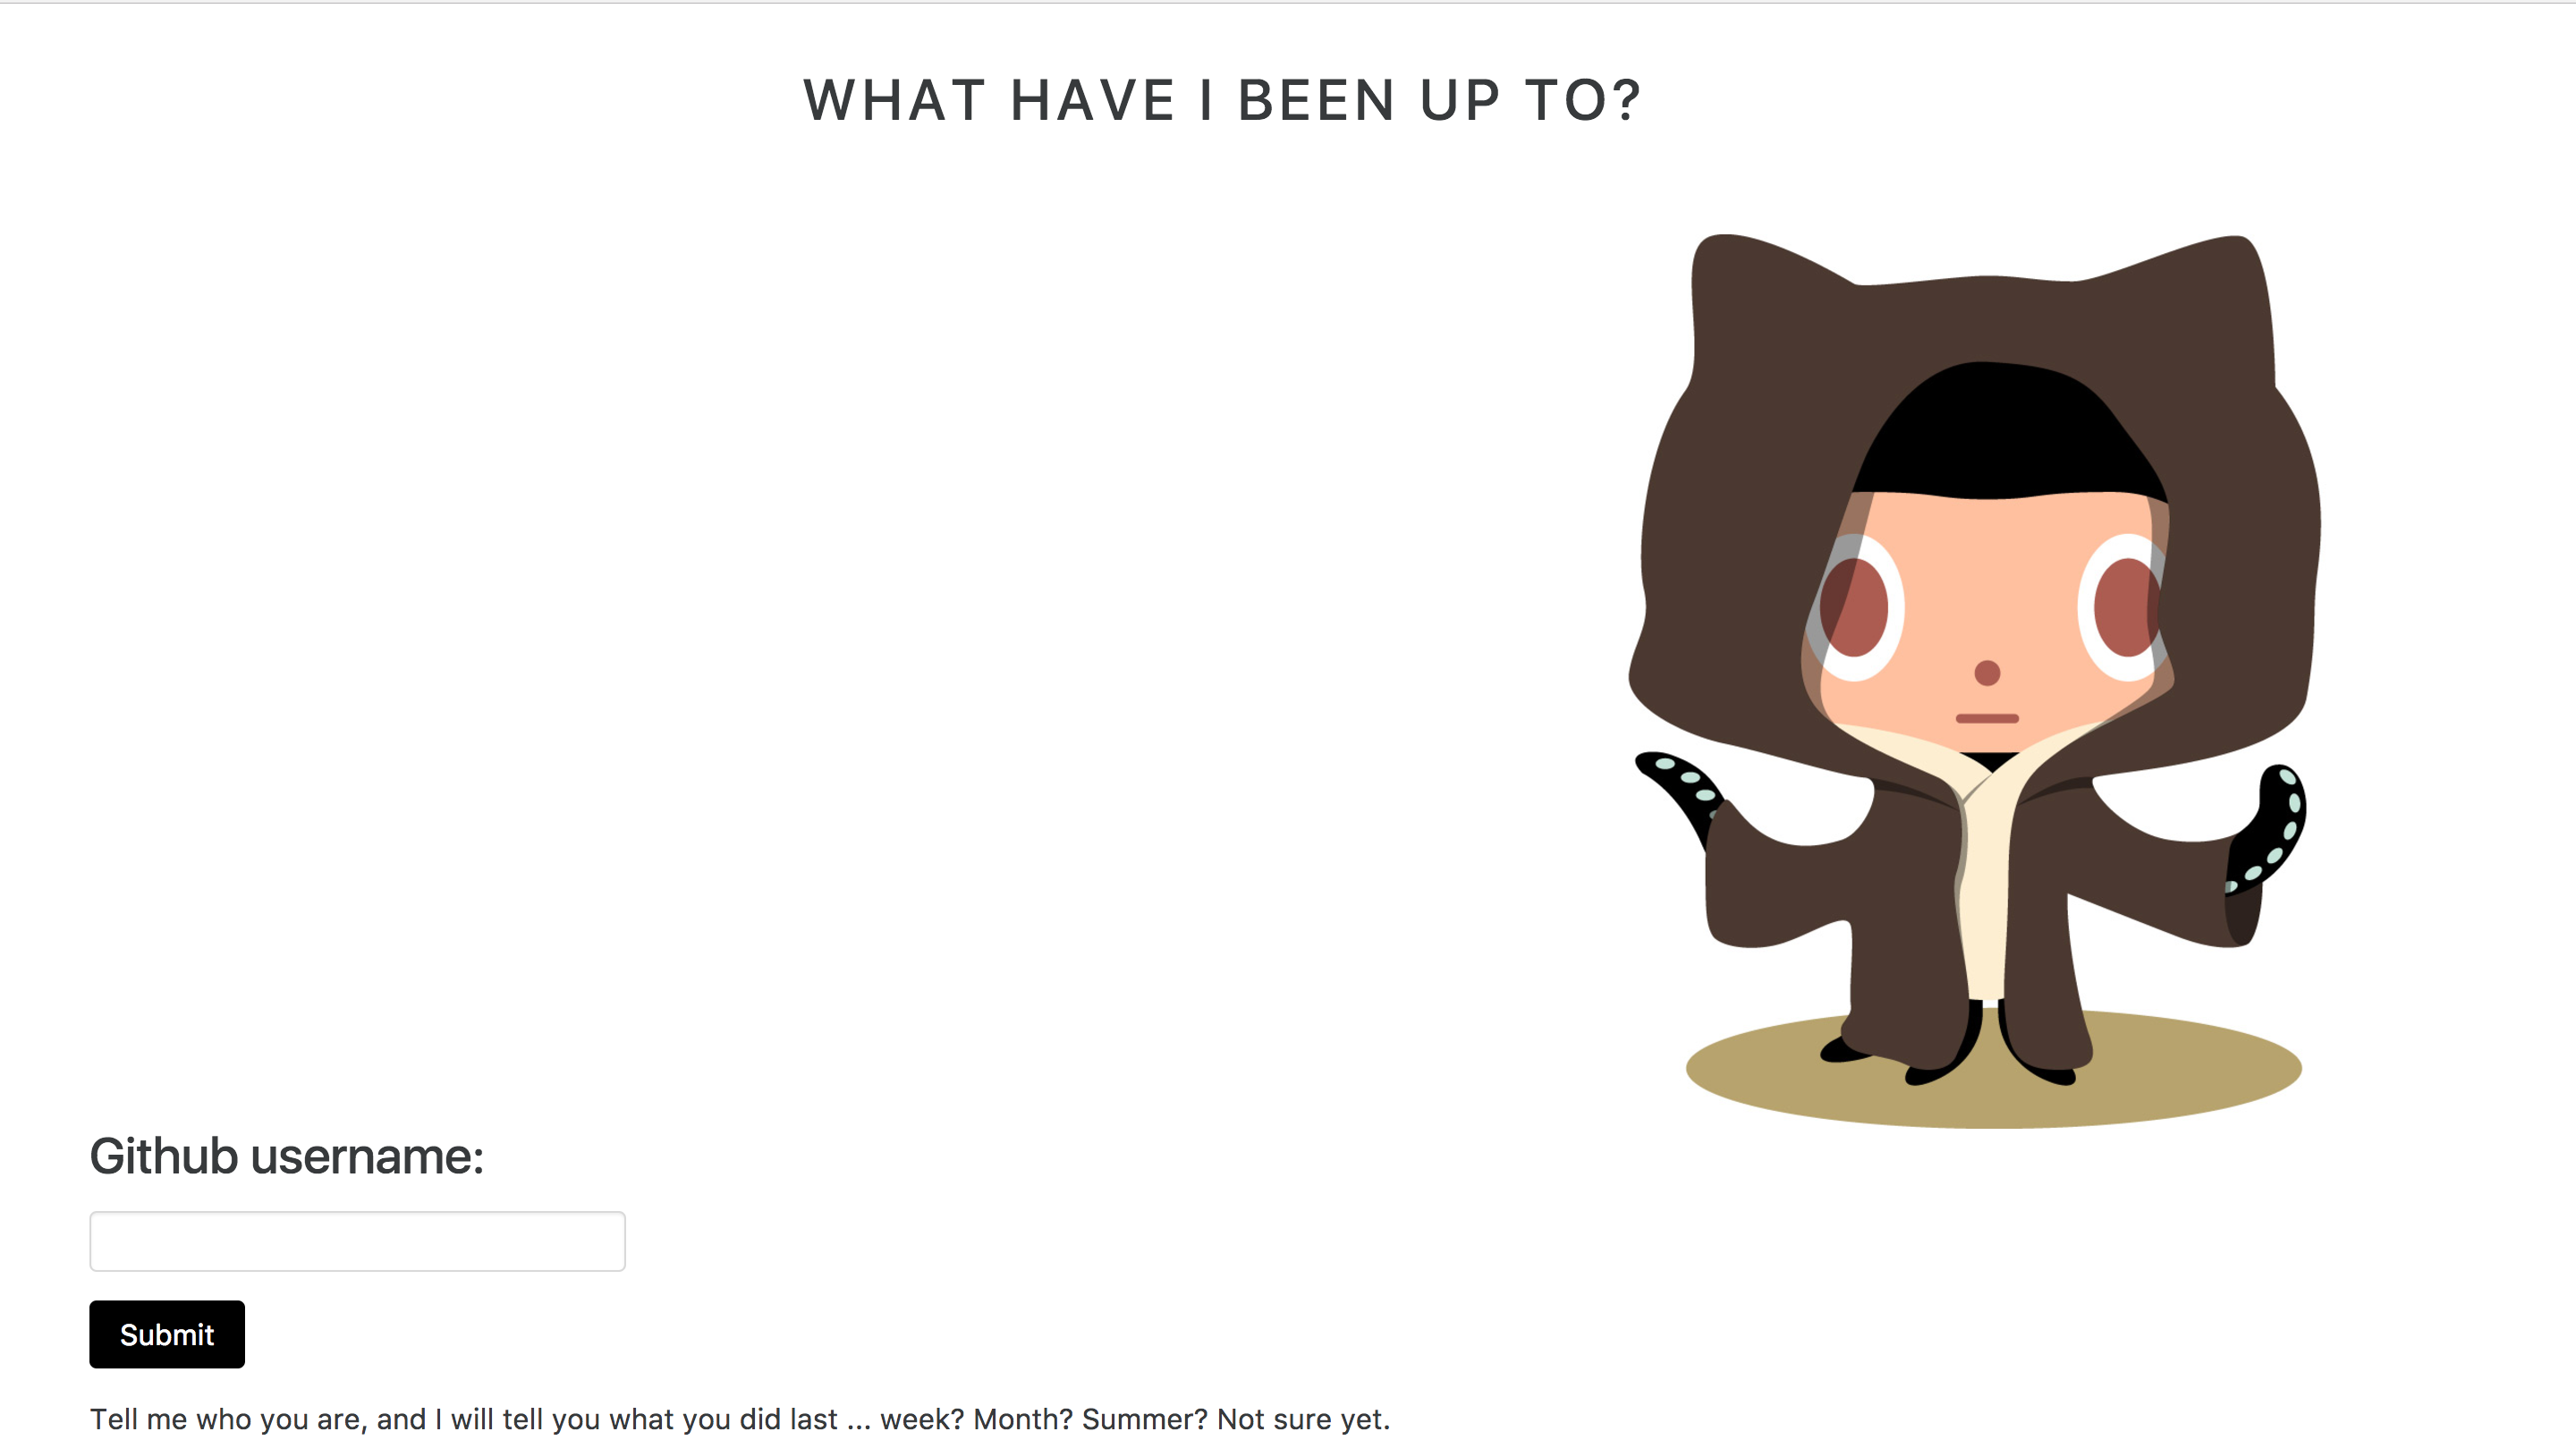 WHAT HAVE I BEEN UP TO?
Github username:
Submit
Tell me who you are, and I will tell you what you did last ... week? Month? Summer? Not sure yet.